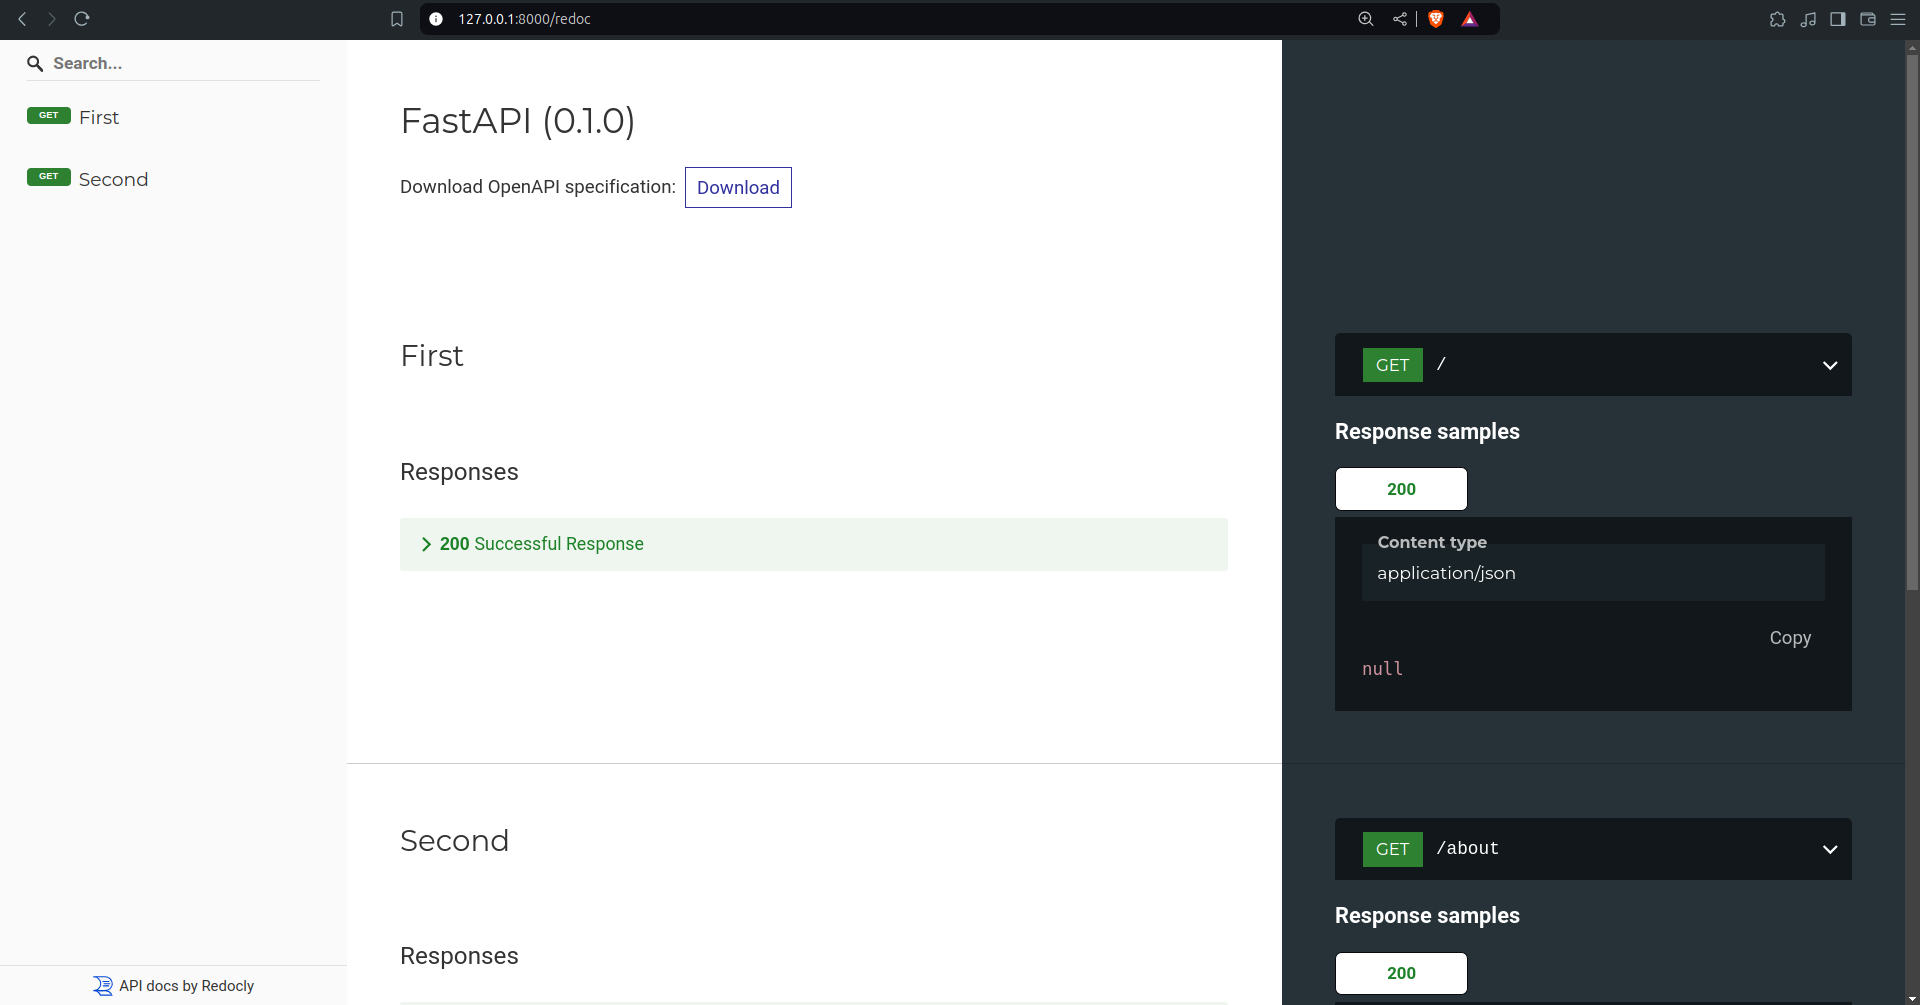 127.0.0.1:8000/redoc
Search...
GET First
GET Second
API docs by Redocly
FastAPI (0.1.0)
Download OpenAPI specification: Download
First
Responses
200 Successful Response
GET /
Response samples
200
Content type
application/json
Copy
null
Second
Responses
GET /about
Response samples
200